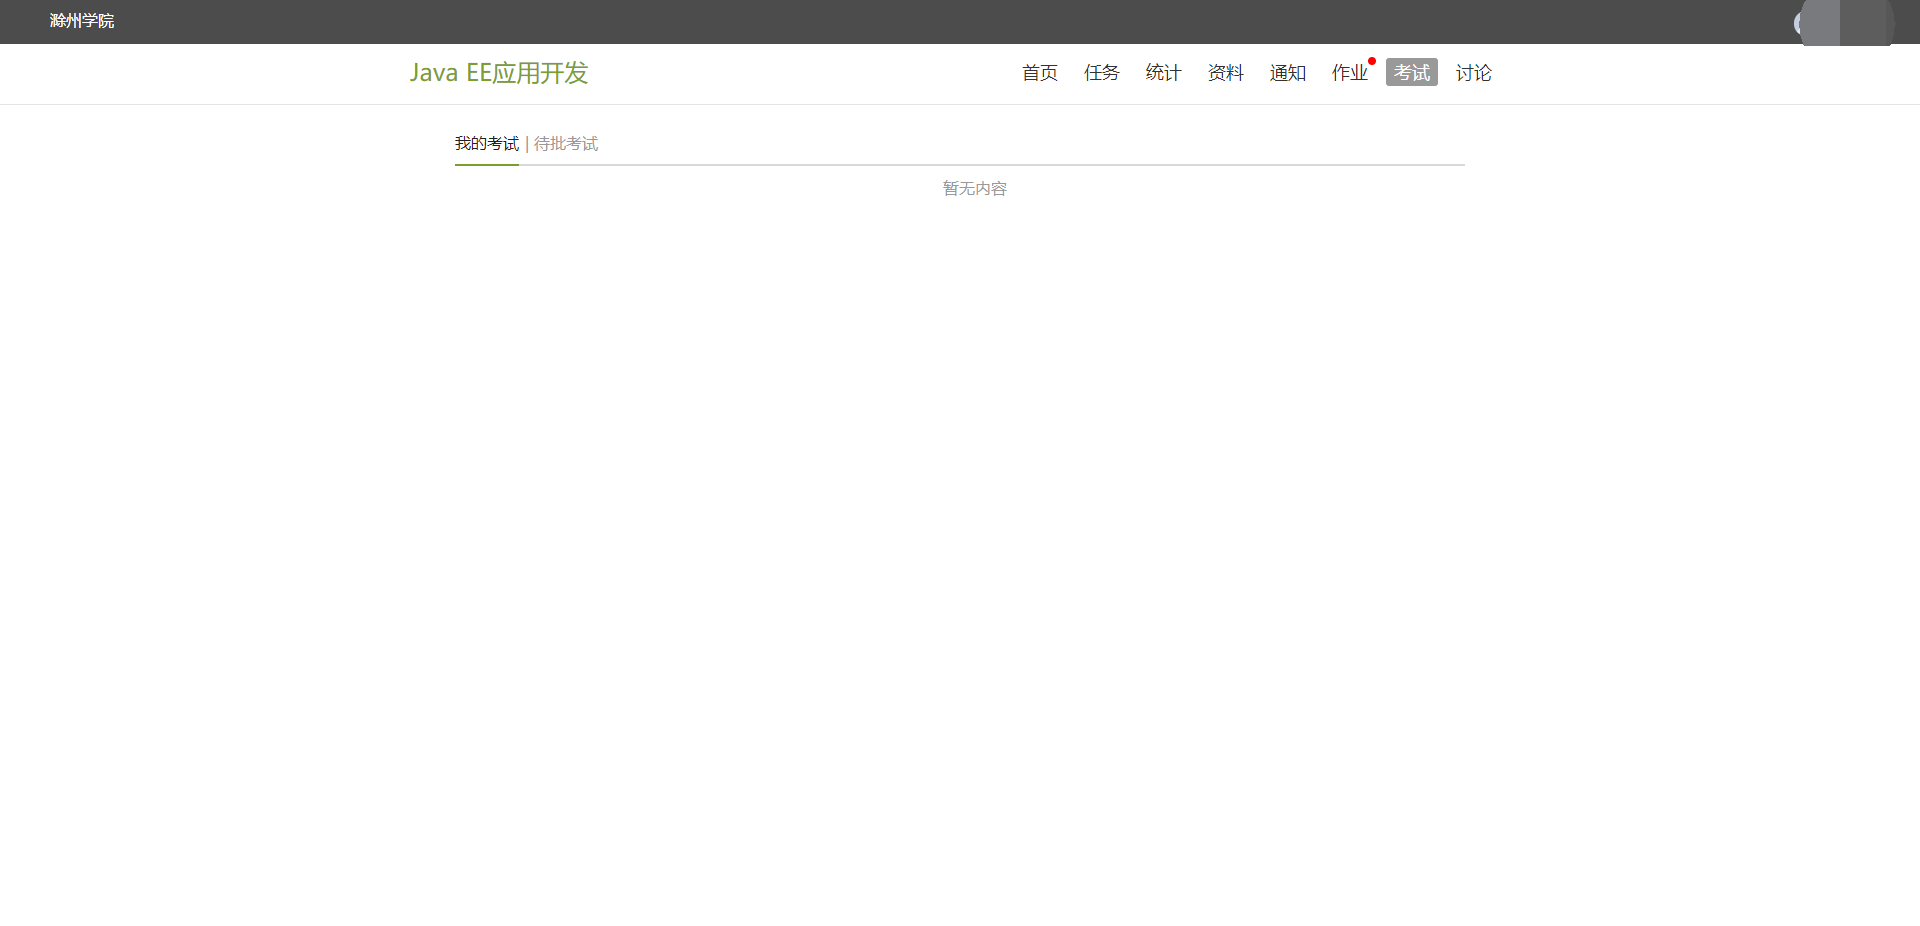 滁州学院
Java EE应用开发 首页 任务 统计 资料 通知 作业 考试 讨论
我的考试 | 待批考试
暂无内容